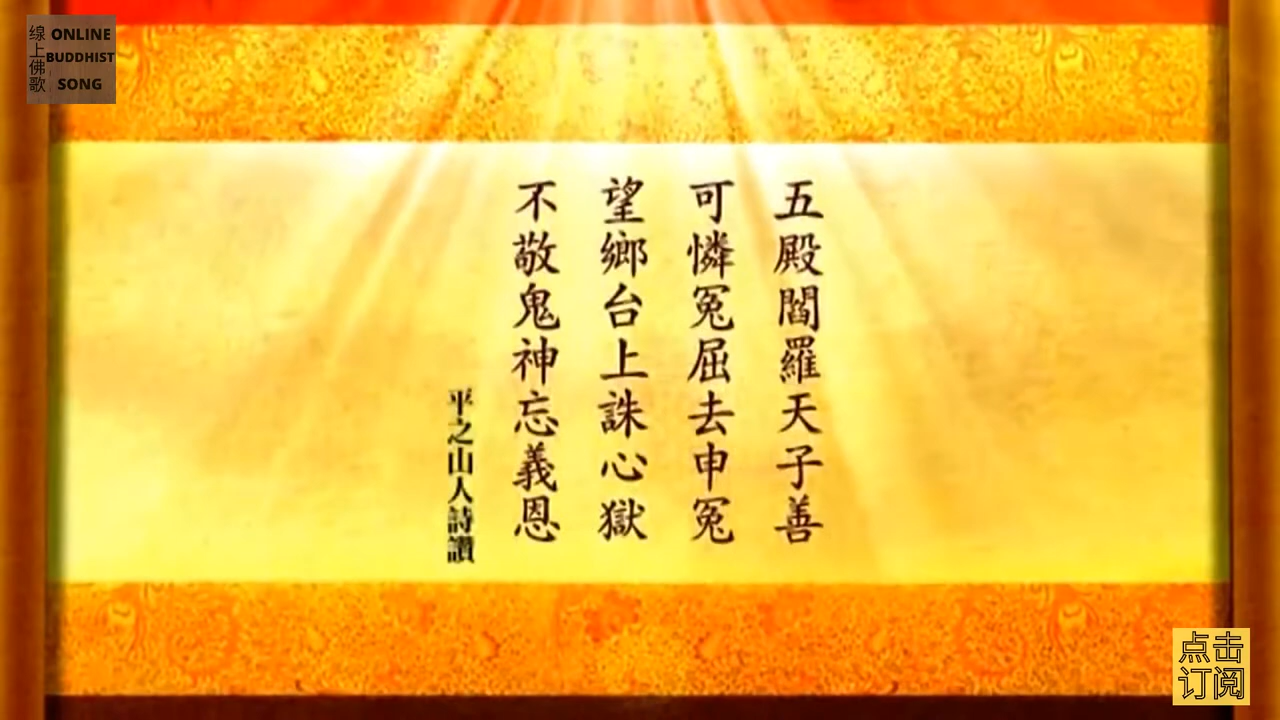 线上佛歌
ONLINE
BUDDHIST
SONG
五殿閻羅天子善
可憐冤屈去申冤
望鄉台上誅心獄
不敬鬼神忘義恩
平之山人詩讚
点击
订阅